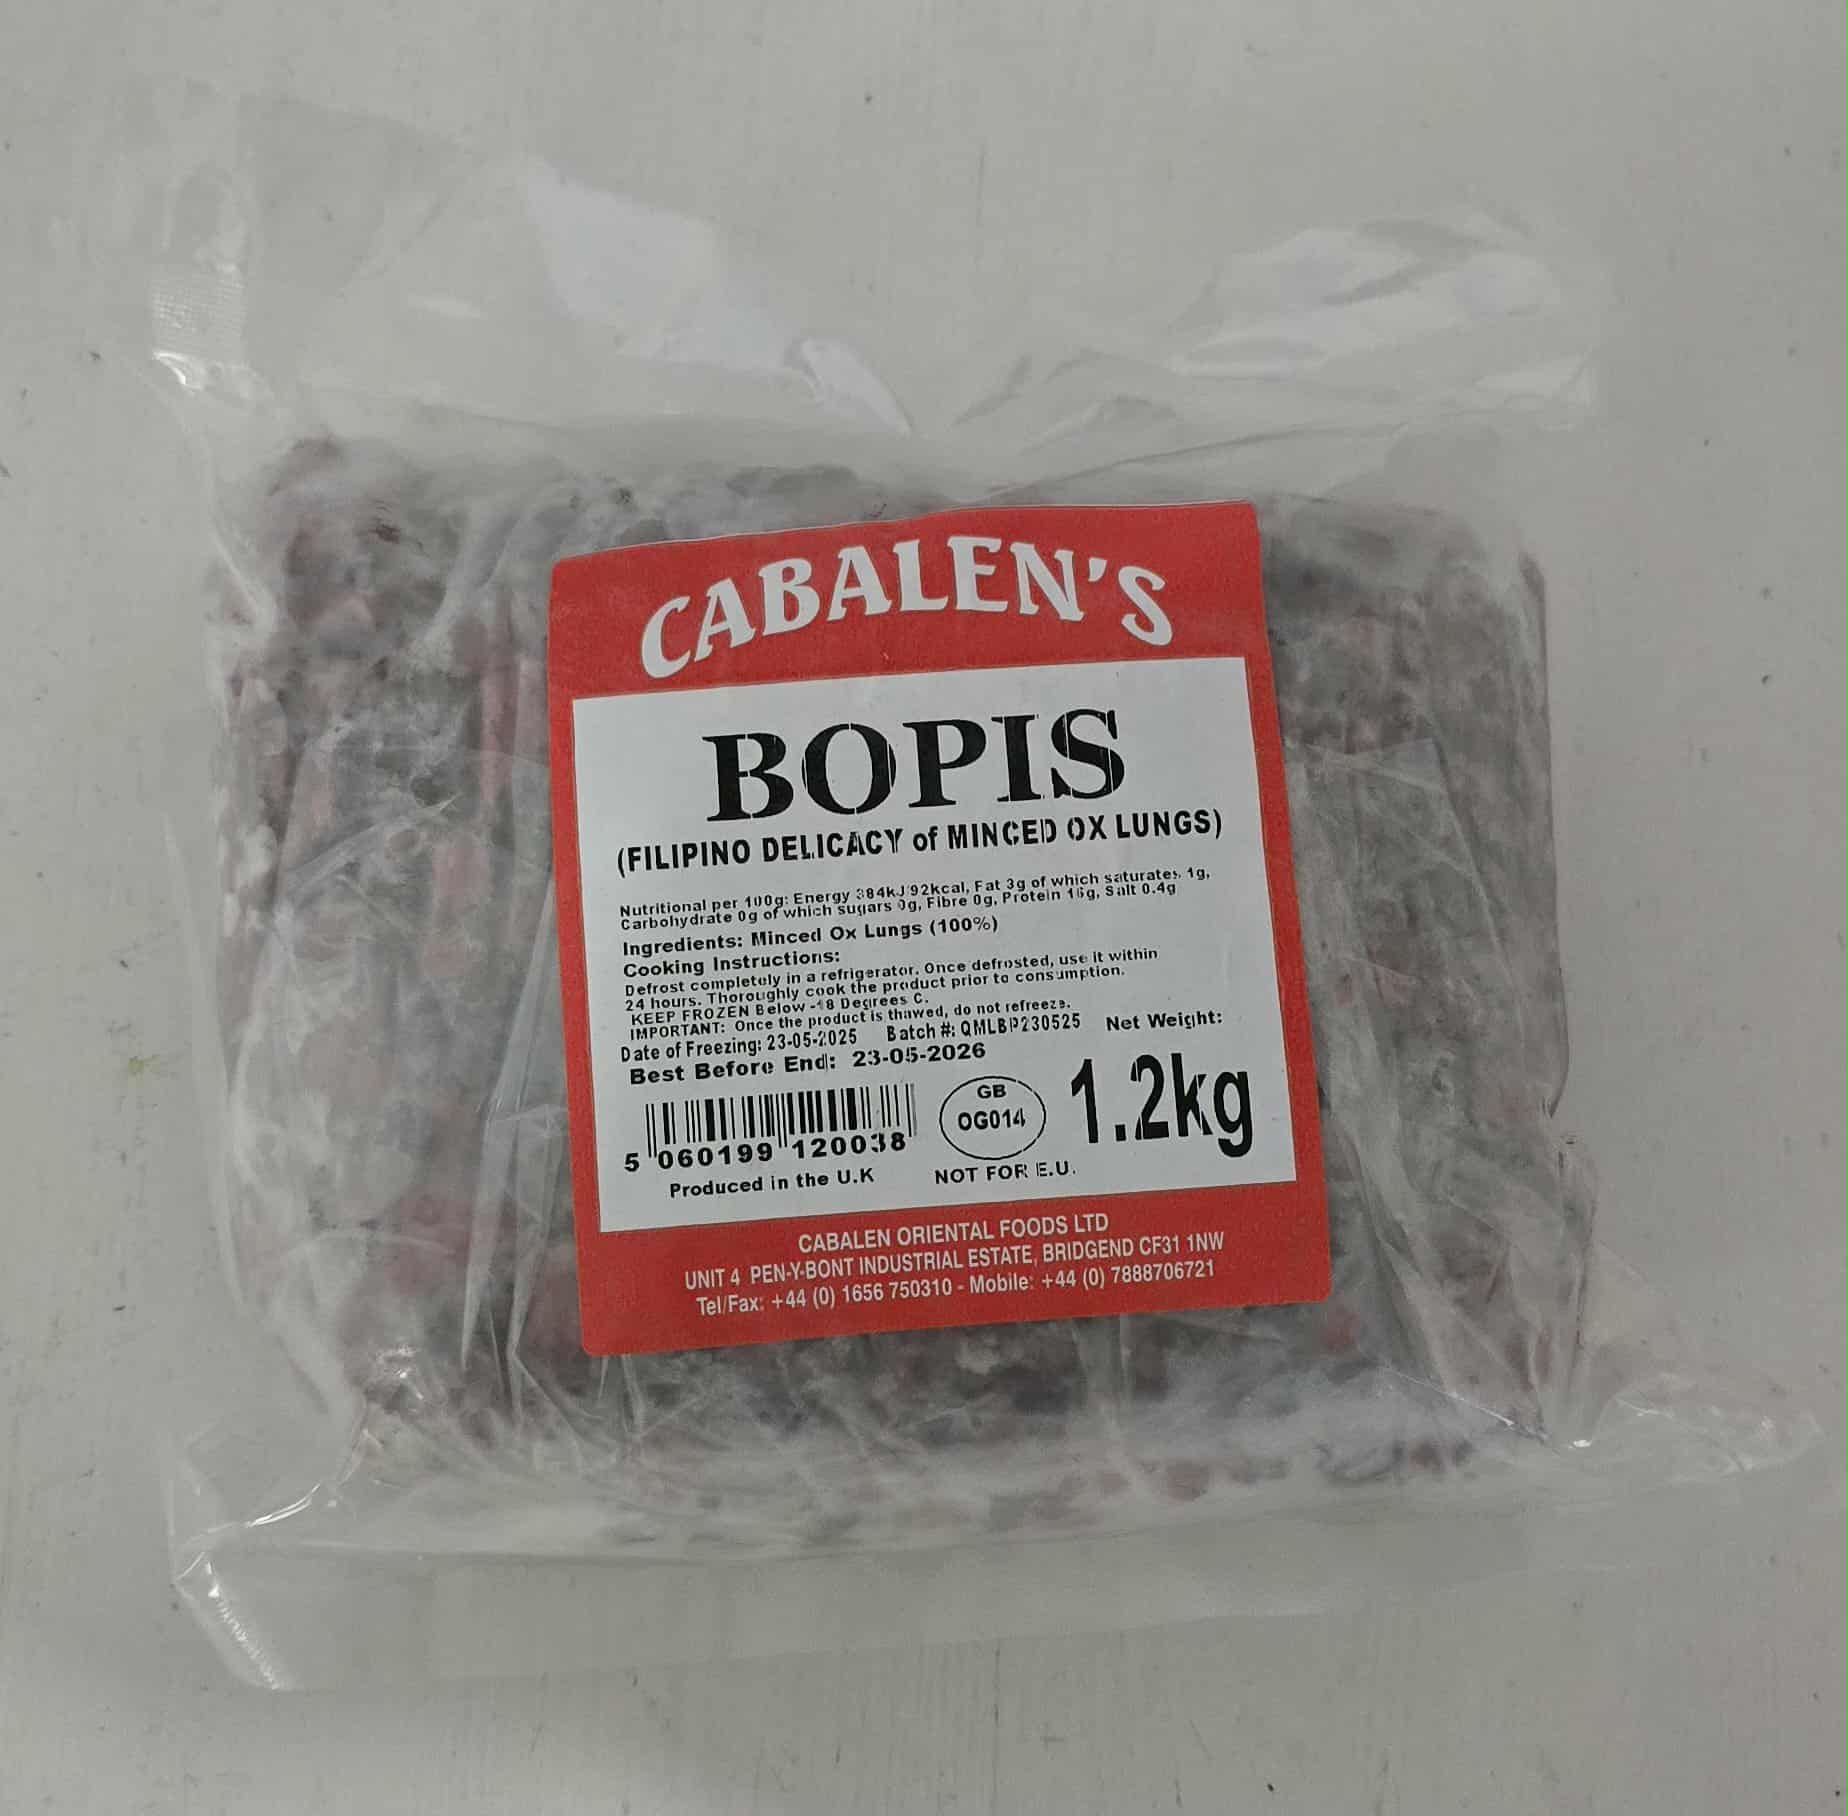 CABALEN'S
BOPIS
(FILIPINO DELICACY of MINCED OX LUNGS)
Nutritional per 100g: Energy 384kJ/92kcal, Fat 3g of which saturates, 1g,
Carbohydrate 0g of which sugars 0g, Fibre 0g, Protein 16g, Salt 0.4g
Ingredients: Minced Ox Lungs (100%)
Cooking Instructions:
Defrost completely in a refrigerator. Once defrosted, use it within
24 hours. Thoroughly cook the product prior to consumption.
KEEP FROZEN Below -18 Degrees C.
IMPORTANT: Once the product is thawed, do not refreeze.
Date of Freezing: 23-05-2025 Batch #: QMLBP230525 Net Weight:
Best Before End: 23-05-2026
1.2kg
GB
OG014
5 060199 120038
Produced in the U.K NOT FOR E.U.
CABALEN ORIENTAL FOODS LTD
UNIT 4 PEN-Y-BONT INDUSTRIAL ESTATE, BRIDGEND CF31 1NW
Tel/Fax: +44 (0) 1656 750310 - Mobile: +44 (0) 7888706721